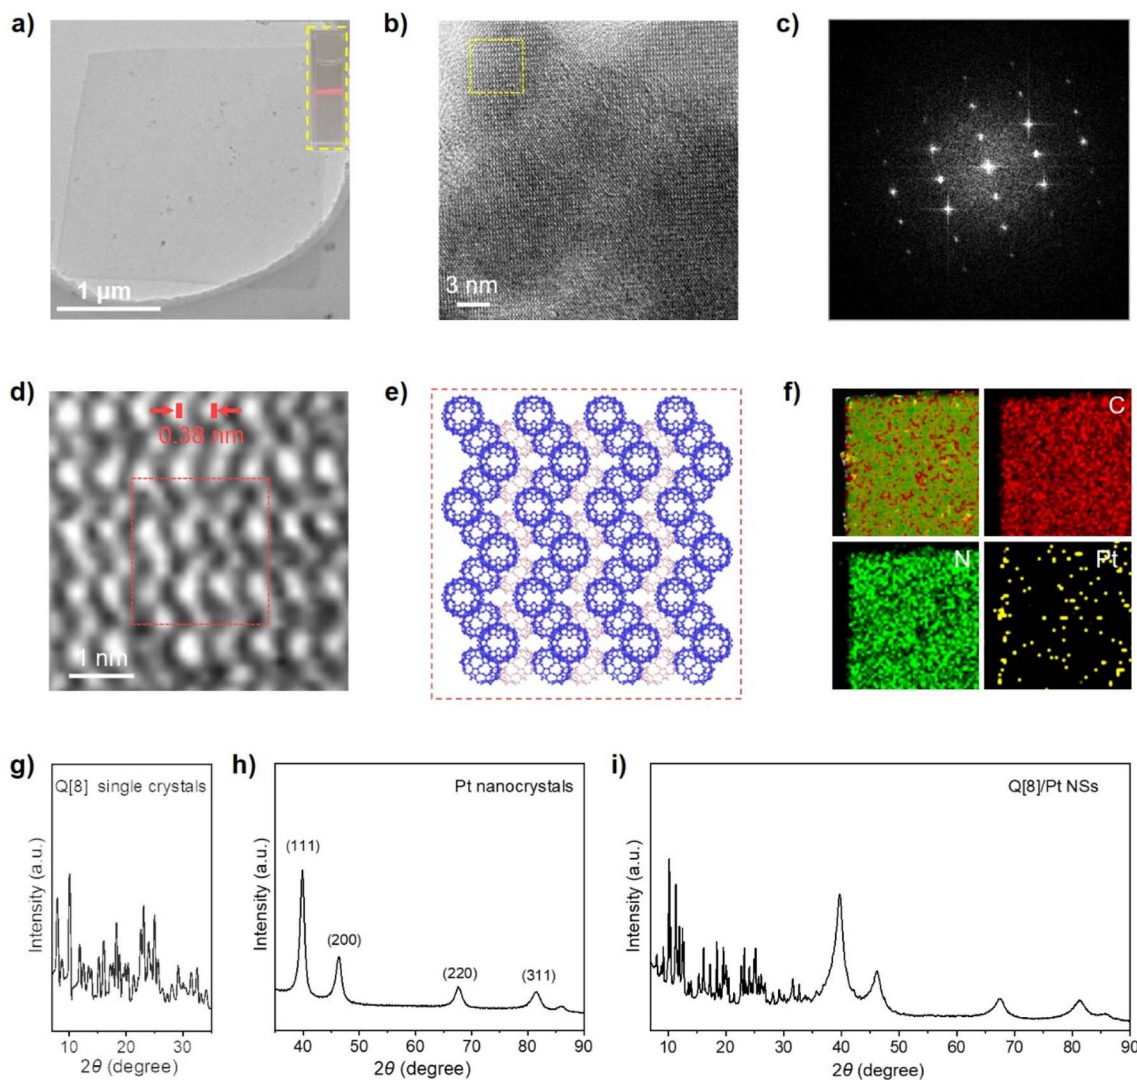 a)
b)
c)
1 μm
3 nm
d)
e)
f)
0.38 nm
1 nm
C
N
Pt
g)
h)
i)
Q[8] single crystals
Pt nanocrystals
Q[8]/Pt NSs
(111)
(200)
(220)
(311)
Intensity (a.u.)
Intensity (a.u.)
Intensity (a.u.)
10 20 30
40 50 60 70 80 90
10 20 30 40 50 60 70 80 90
2θ (degree)
2θ (degree)
2θ (degree)